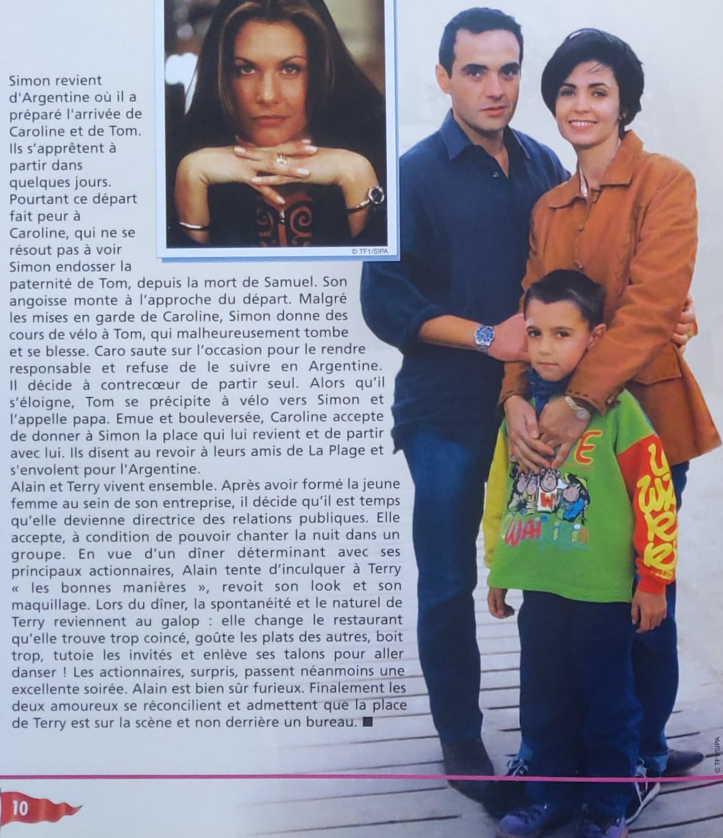 Simon revient
d'Argentine où il a
préparé l'arrivée de
Caroline et de Tom.
Ils s'apprêtent à
partir dans
quelques jours.
Pourtant ce départ
fait peur à
Caroline, qui ne se
résout pas à voir
Simon endosser la
paternité de Tom, depuis la mort de Samuel. Son
angoisse monte à l'approche du départ. Malgré
les mises en garde de Caroline, Simon donne des
cours de vélo à Tom, qui malheureusement tombe
et se blesse. Caro saute sur l'occasion pour le rendre
responsable et refuse de le suivre en Argentine.
Il décide à contrecœur de partir seul. Alors qu'il
s'éloigne, Tom se précipite à vélo vers Simon et
l'appelle papa. Emue et bouleversée, Caroline accepte
de donner à Simon la place qui lui revient et de partir
avec lui. Ils disent au revoir à leurs amis de La Plage et
s'envolent pour l'Argentine.
Alain et Terry vivent ensemble. Après avoir formé la jeune
femme au sein de son entreprise, il décide qu'il est temps
qu'elle devienne directrice des relations publiques. Elle
accepte, à condition de pouvoir chanter la nuit dans un
groupe. En vue d'un dîner déterminant avec ses
principaux actionnaires, Alain tente d'inculquer à Terry
« les bonnes manières », revoit son look et son
maquillage. Lors du dîner, la spontanéité et le naturel de
Terry reviennent au galop : elle change le restaurant
qu'elle trouve trop coincé, goûte les plats des autres, boit
trop, tutoie les invités et enlève ses talons pour aller
danser ! Les actionnaires, surpris, passent néanmoins une
excellente soirée. Alain est bien sûr furieux. Finalement les
deux amoureux se réconcilient et admettent que la place
de Terry est sur la scène et non derrière un bureau. ■
© TF1/SIPA
© TF1/SIPA
10